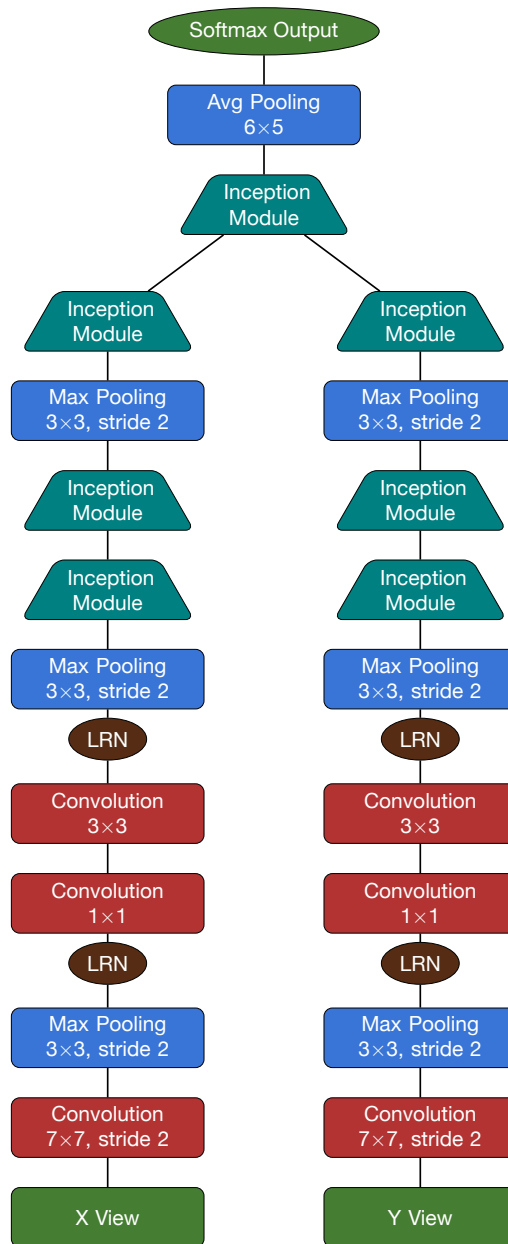 Softmax Output
Avg Pooling
6×5
Inception
Module
Inception
Module
Inception
Module
Max Pooling
3×3, stride 2
Max Pooling
3×3, stride 2
Inception
Module
Inception
Module
Inception
Module
Inception
Module
Max Pooling
3×3, stride 2
Max Pooling
3×3, stride 2
LRN
LRN
Convolution
3×3
Convolution
3×3
Convolution
1×1
Convolution
1×1
LRN
LRN
Max Pooling
3×3, stride 2
Max Pooling
3×3, stride 2
Convolution
7×7, stride 2
Convolution
7×7, stride 2
X View
Y View